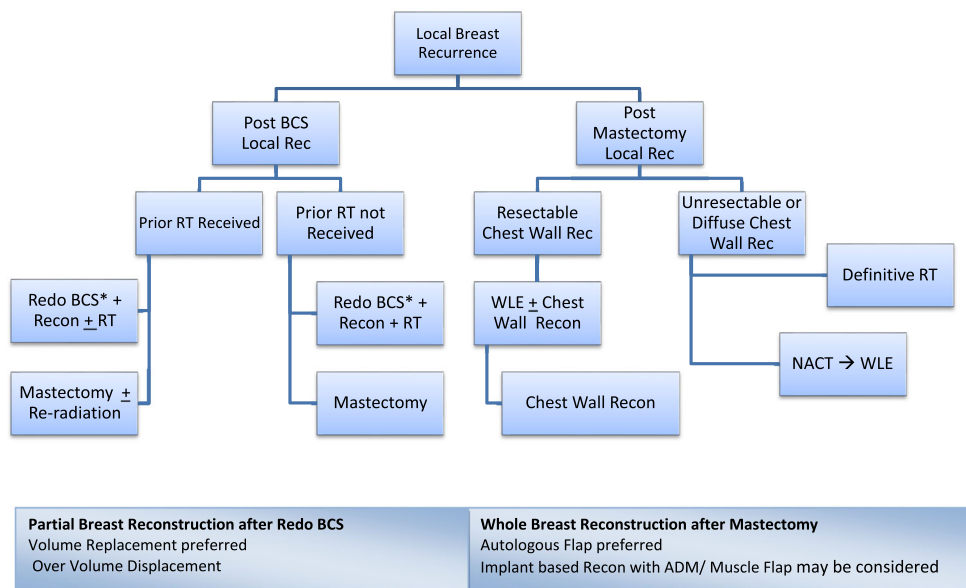 Local Breast
Recurrence
Post BCS
Local Rec
Post
Mastectomy
Local Rec
Prior RT Received
Prior RT not
Received
Resectable
Chest Wall Rec
Unresectable or
Diffuse Chest
Wall Rec
Redo BCS* +
Recon ± RT
Redo BCS* +
Recon + RT
WLE ± Chest
Wall Recon
Definitive RT
Mastectomy ±
Re-radiation
Mastectomy
Chest Wall Recon
NACT → WLE
Partial Breast Reconstruction after Redo BCS
Volume Replacement preferred
Over Volume Displacement
Whole Breast Reconstruction after Mastectomy
Autologous Flap preferred
Implant based Recon with ADM/ Muscle Flap may be considered